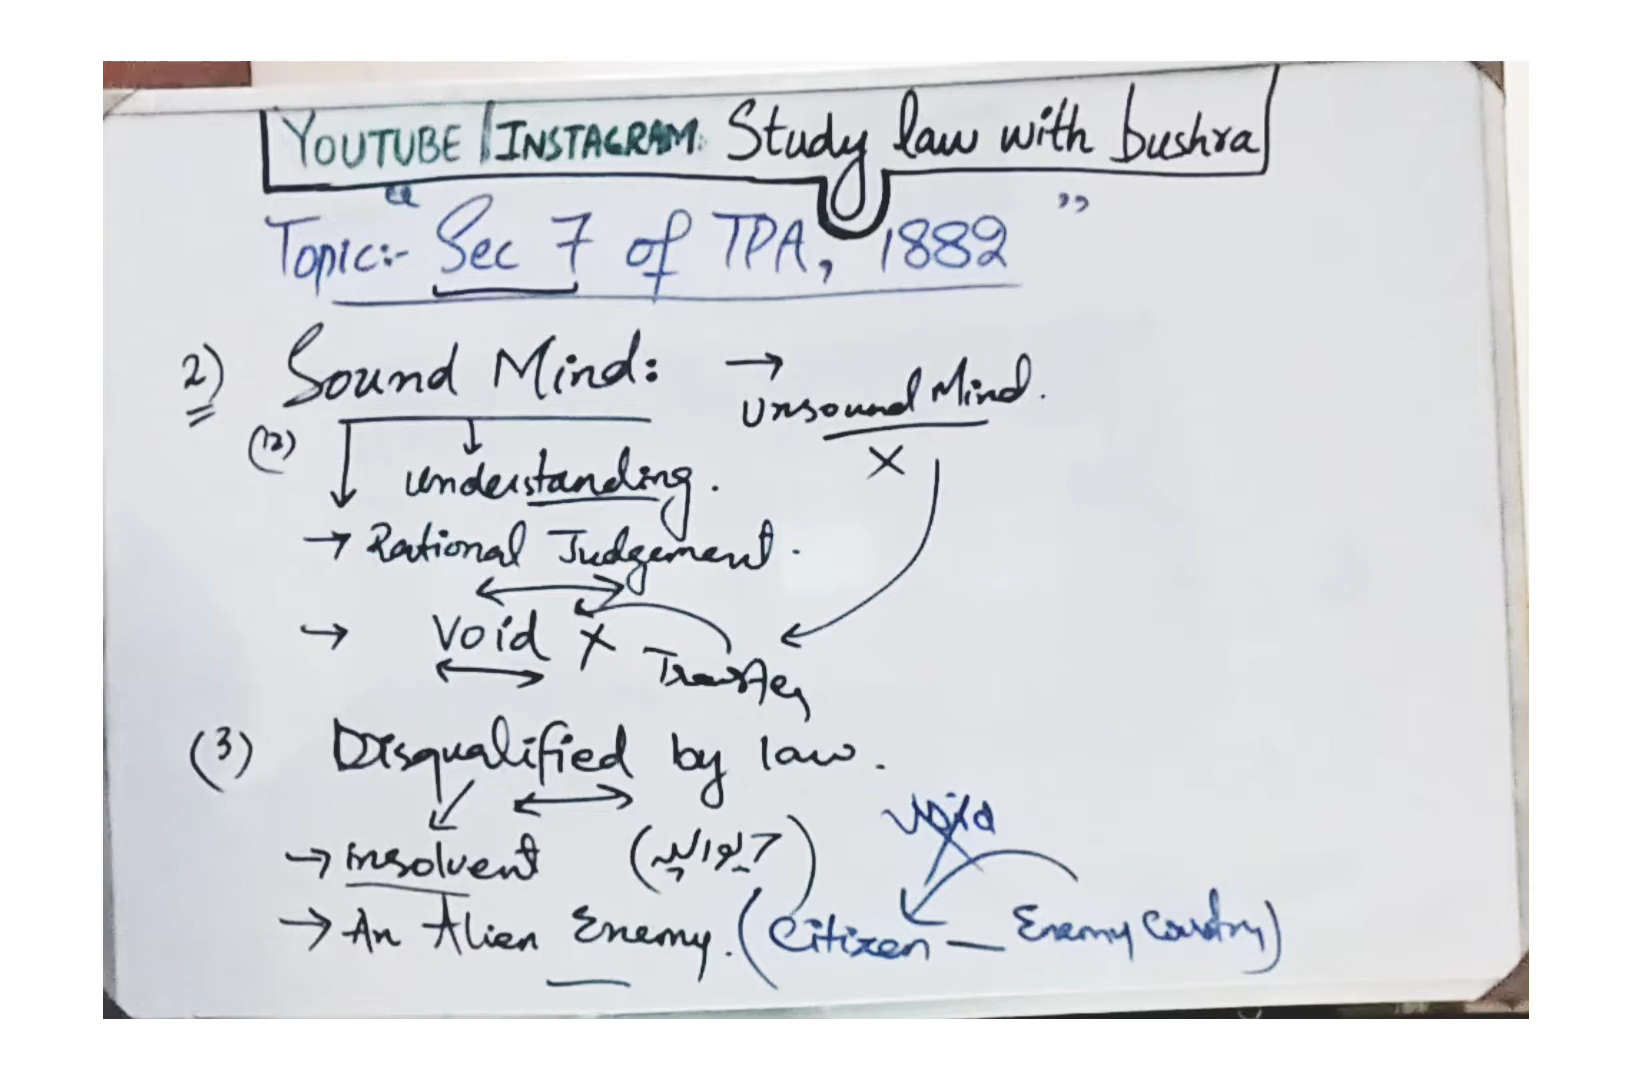 YOUTUBE | INSTAGRAM: Study law with bushra
Topic:- "Sec 7 of TPA, 1882"
2) Sound Mind: → Unsound Mind.
(12)
X
understanding.
→ Rational Judgement.
→ Void X Transfer
(3) Disqualified by law.
Void
→ insolvent (دیوالیہ)
→ An Alien Enemy. (Citizen — Enemy Country)